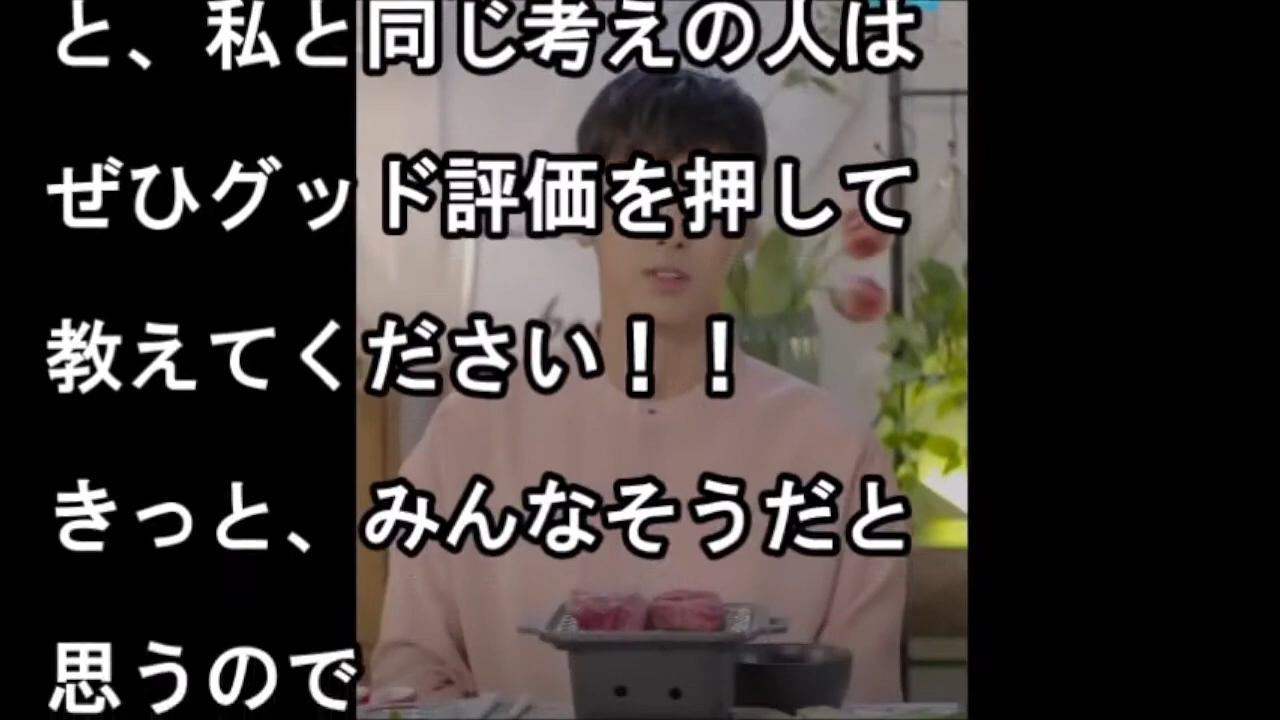 と、私と同じ考えの人は
ぜひグッド評価を押して
教えてください！！
きっと、みんなそうだと
思うので